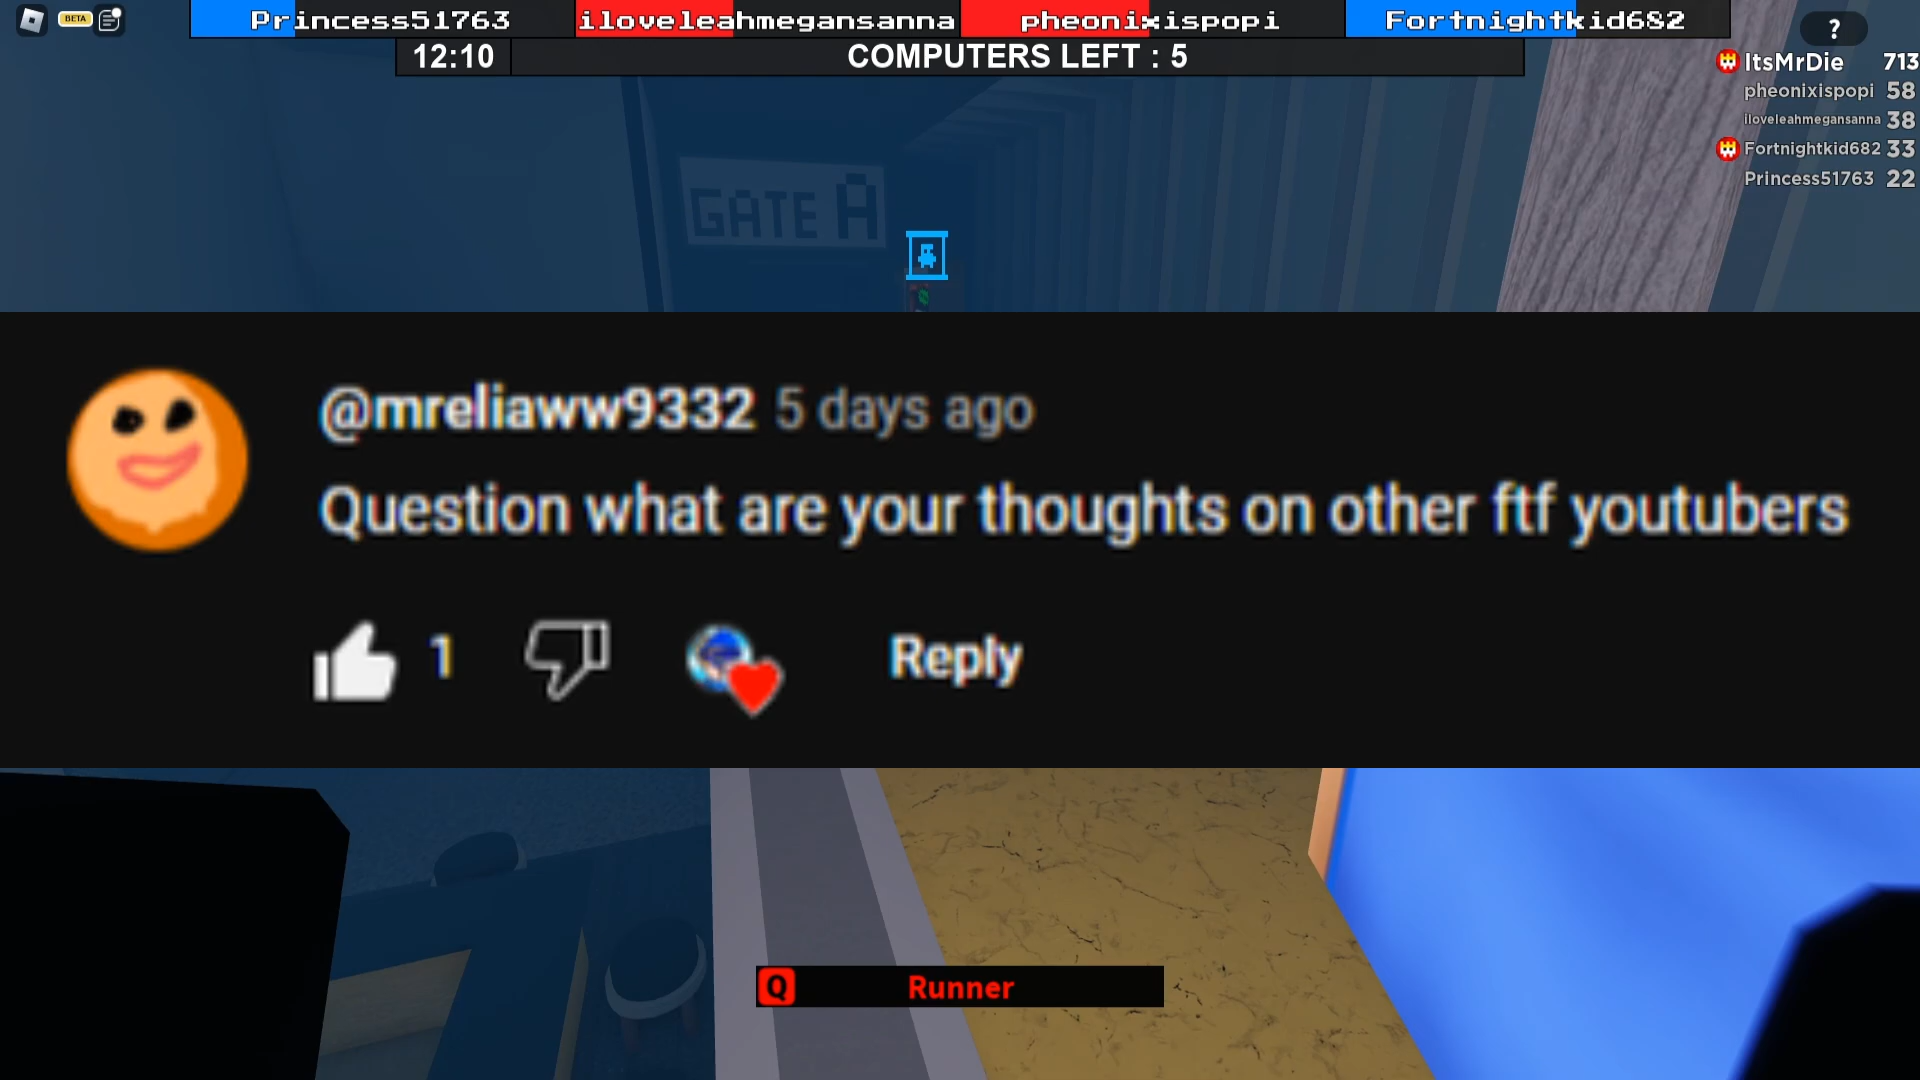 BETA
Princess51763 iloveleahmegansanna pheonixispopi Fortnightkid682
?
12:10 COMPUTERS LEFT : 5
ItsMrDie 713
pheonixispopi 58
iloveleahmegansanna 38
Fortnightkid682 33
Princess51763 22
GATE A
@mreliaww9332 5 days ago
Question what are your thoughts on other ftf youtubers
1 Reply
Q Runner